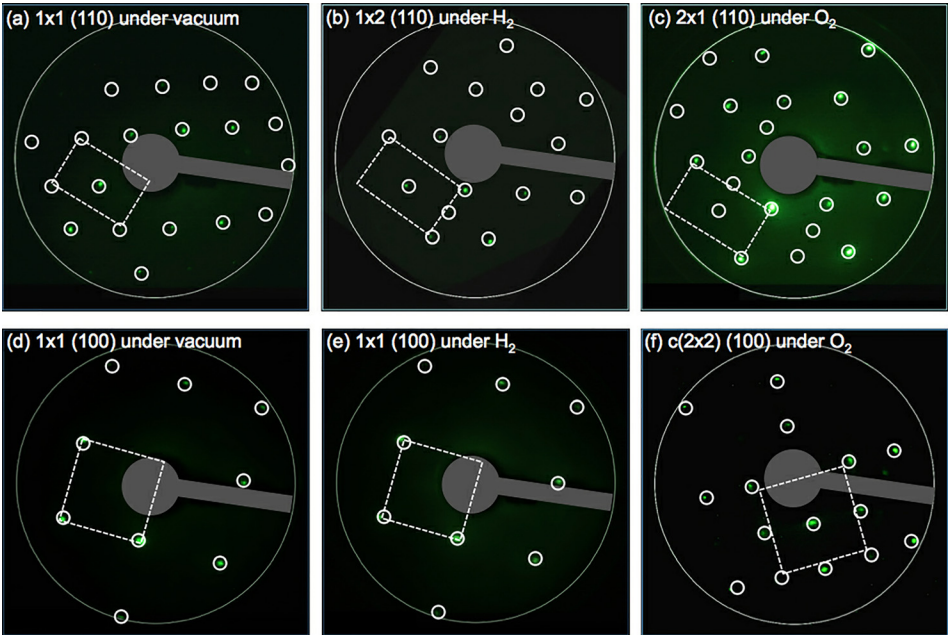 (a) 1x1 (110) under vacuum
(b) 1x2 (110) under H2
(c) 2x1 (110) under O2
(d) 1x1 (100) under vacuum
(e) 1x1 (100) under H2
(f) c(2x2) (100) under O2